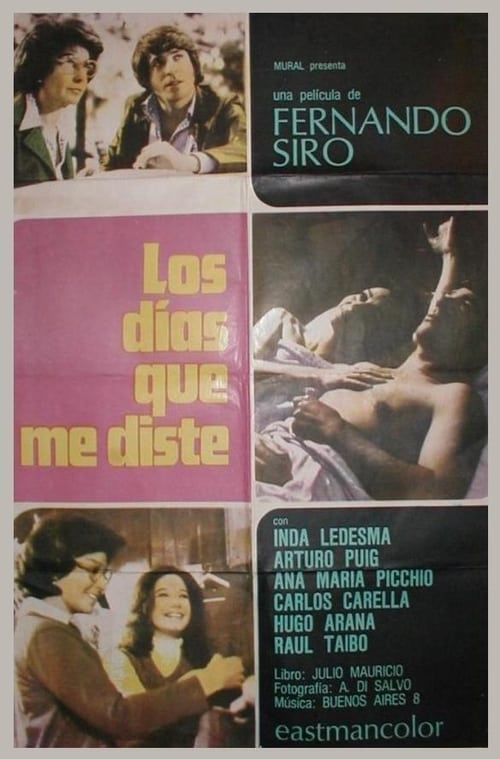 MURAL presenta
una película de
FERNANDO
SIRO
Los
días
que
me diste
con
INDA LEDESMA
ARTURO PUIG
ANA MARIA PICCHIO
CARLOS CARELLA
HUGO ARANA
RAUL TAIBO
Libro: JULIO MAURICIO
Fotografía: A. DI SALVO
Música: BUENOS AIRES 8
eastmancolor